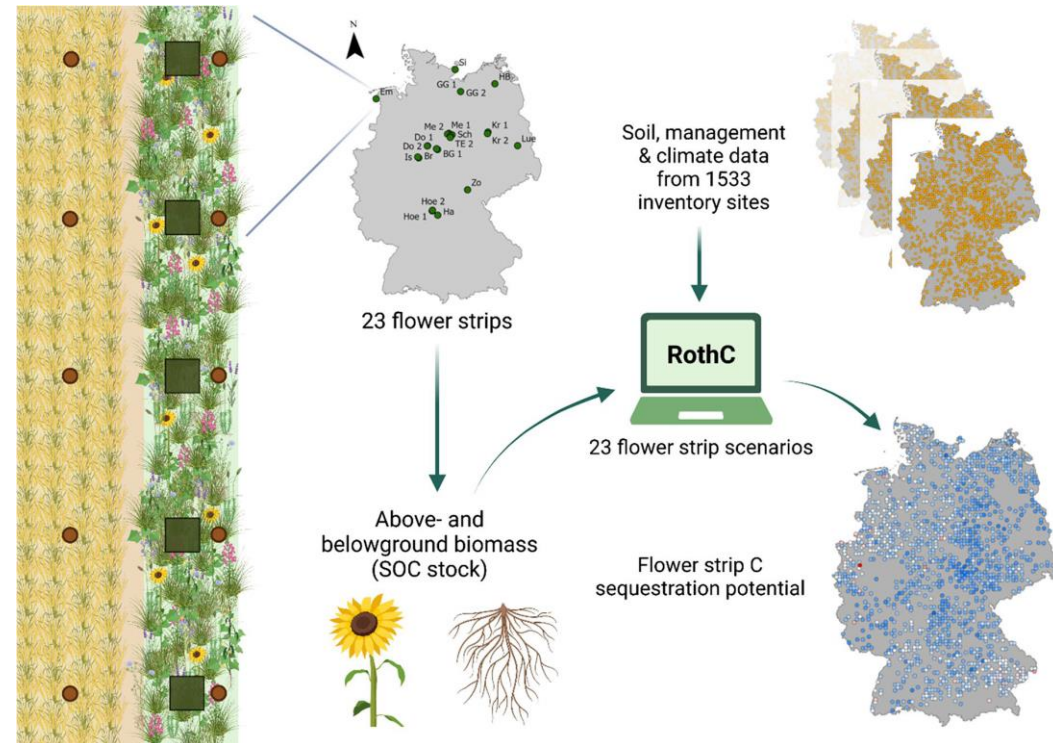 N
Si
HB
GG 1
GG 2
Em
Me 2 Me 1
Kr 1
Do 1
Sch
Kr 2
Lue
Do 2
TE 2
Is Br
BG 1
Zo
Hoe 2
Hoe 1
Ha
23 flower strips
Soil, management
& climate data
from 1533
inventory sites
RothC
23 flower strip scenarios
Above- and
belowground biomass
(SOC stock)
Flower strip C
sequestration potential